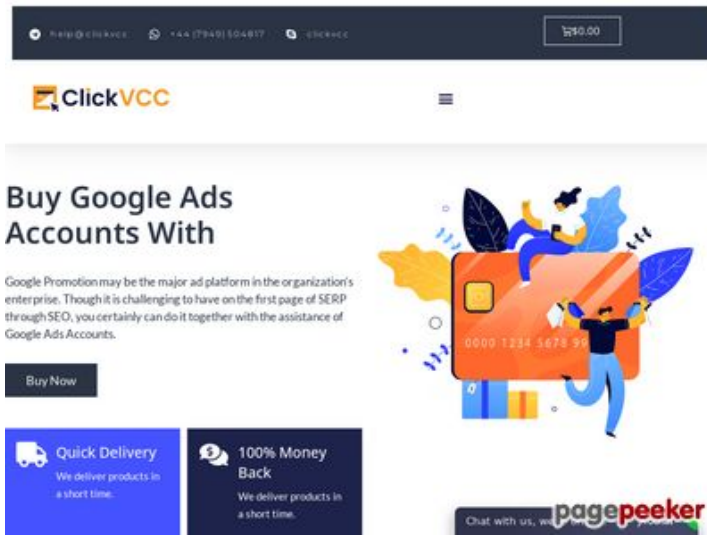 help@clickvcc +44 (7949) 504817 clickvcc $0.00
ClickVCC
Buy Google Ads
Accounts With
Google Promotion may be the major ad platform in the organization's
enterprise. Though it is challenging to have on the first page of SERP
through SEO, you certainly can do it together with the assistance of
Google Ads Accounts.
Buy Now
0000 1234 5678 99
Quick Delivery
We deliver products in
a short time.
100% Money
Back
We deliver products in
a short time.
Chat with us, we
pagepeeker